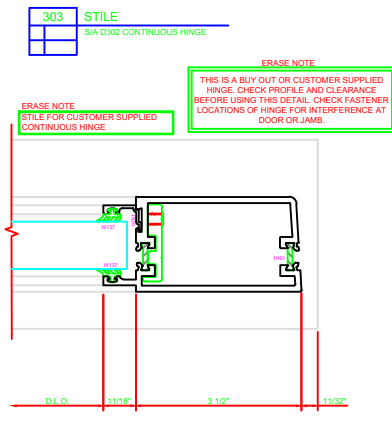 303 STILE
S/A D302 CONTINUOUS HINGE
ERASE NOTE
THIS IS A BUY OUT OR CUSTOMER SUPPLIED
HINGE. CHECK PROFILE AND CLEARANCE
BEFORE USING THIS DETAIL. CHECK FASTENER
LOCATIONS OF HINGE FOR INTERFERENCE AT
DOOR OR JAMB.
ERASE NOTE
STILE FOR CUSTOMER SUPPLIED
CONTINUOUS HINGE
W137
W137
D.L.O.
11/16"
3 1/2"
11/32"